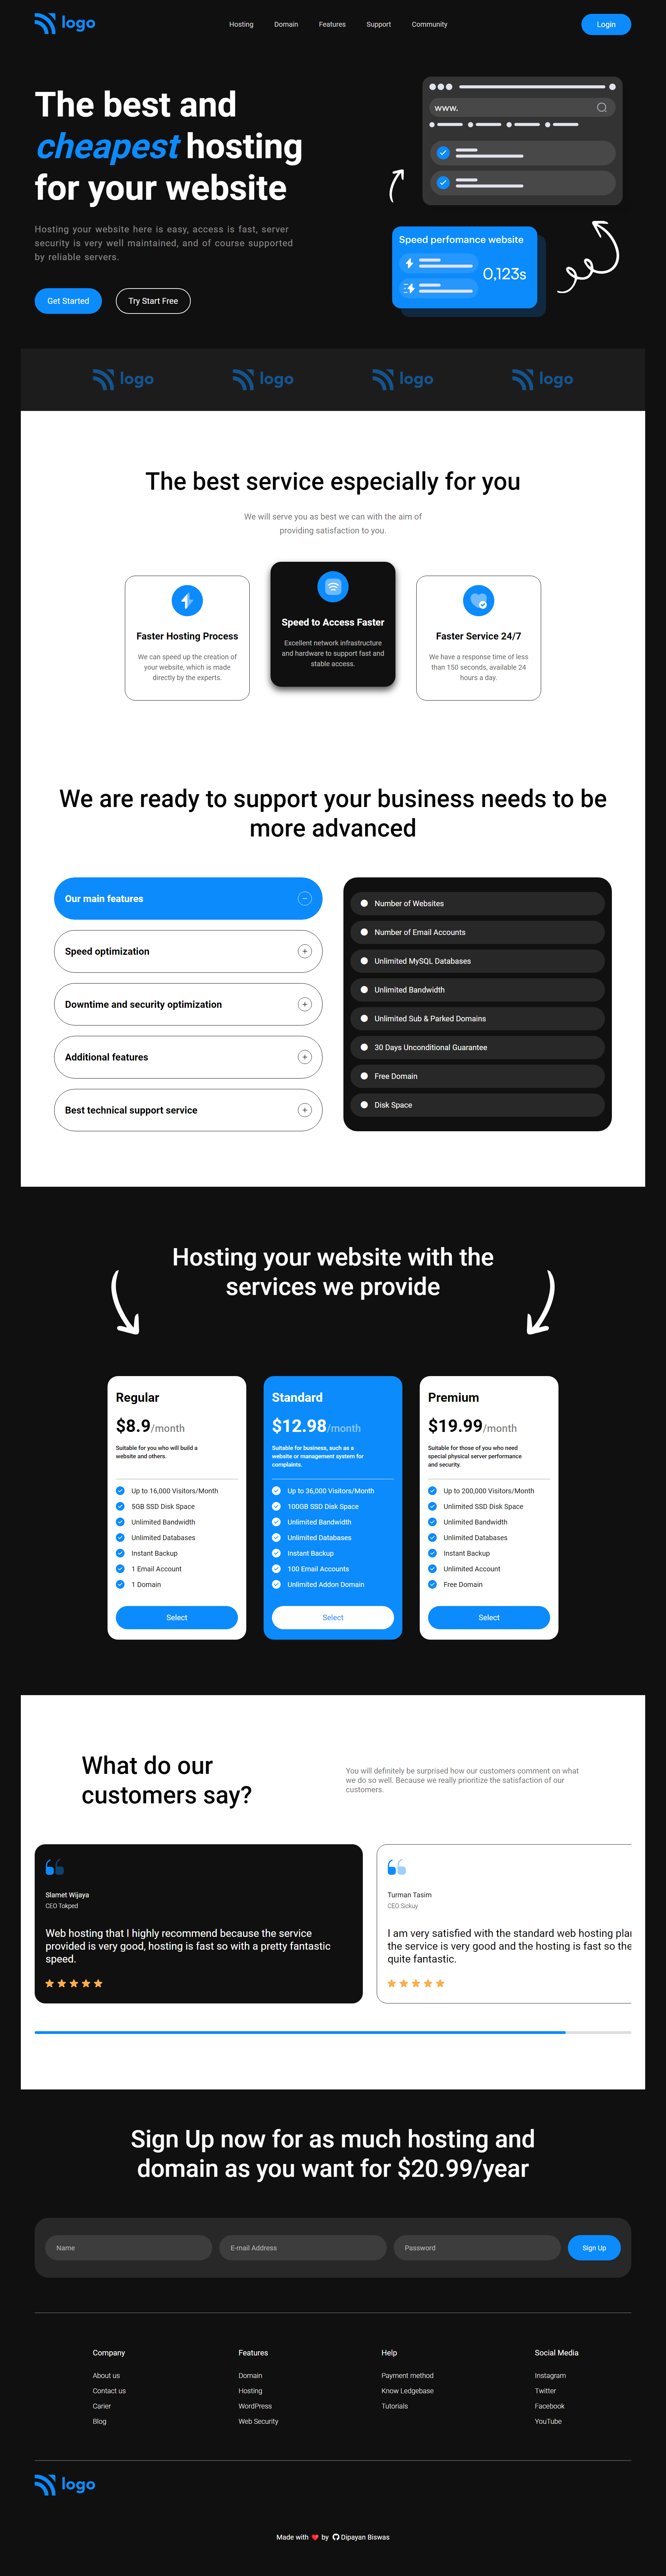 logo
Hosting Domain Features Support Community
Login
The best and
cheapest hosting
for your website
Hosting your website here is easy, access is fast, server
security is very well maintained, and of course supported
by reliable servers.
Get Started
Try Start Free
www.
Speed perfomance website
0,123s
logo logo logo logo
The best service especially for you
We will serve you as best we can with the aim of
providing satisfaction to you.
Faster Hosting Process
We can speed up the creation of
your website, which is made
directly by the experts.
Speed to Access Faster
Excellent network infrastructure
and hardware to support fast and
stable access.
Faster Service 24/7
We have a response time of less
than 150 seconds, available 24
hours a day.
We are ready to support your business needs to be
more advanced
Our main features
Speed optimization
Downtime and security optimization
Additional features
Best technical support service
Number of Websites
Number of Email Accounts
Unlimited MySQL Databases
Unlimited Bandwidth
Unlimited Sub & Parked Domains
30 Days Unconditional Guarantee
Free Domain
Disk Space
Hosting your website with the
services we provide
Regular
$8.9/month
Suitable for you who will build a
website and others.
Up to 16,000 Visitors/Month
5GB SSD Disk Space
Unlimited Bandwidth
Unlimited Databases
Instant Backup
1 Email Account
1 Domain
Select
Standard
$12.98/month
Suitable for business, such as a
website or management system for
complaints.
Up to 36,000 Visitors/Month
100GB SSD Disk Space
Unlimited Bandwidth
Unlimited Databases
Instant Backup
100 Email Accounts
Unlimited Addon Domain
Select
Premium
$19.99/month
Suitable for those of you who need
special physical server performance
and security.
Up to 200,000 Visitors/Month
Unlimited SSD Disk Space
Unlimited Bandwidth
Unlimited Databases
Instant Backup
Unlimited Account
Free Domain
Select
What do our
customers say?
You will definitely be surprised how our customers comment on what
we do so well. Because we really prioritize the satisfaction of our
customers.
Slamet Wijaya
CEO Tokped
Web hosting that I highly recommend because the service
provided is very good, hosting is fast so with a pretty fantastic
speed.
Turman Tasim
CEO Sickuy
I am very satisfied with the standard web hosting plan
the service is very good and the hosting is fast so the
quite fantastic.
Sign Up now for as much hosting and
domain as you want for $20.99/year
Name
E-mail Address
Password
Sign Up
Company
About us
Contact us
Carier
Blog
Features
Domain
Hosting
WordPress
Web Security
Help
Payment method
Know Ledgebase
Tutorials
Social Media
Instagram
Twitter
Facebook
YouTube
logo
Made with ❤️ by Dipayan Biswas